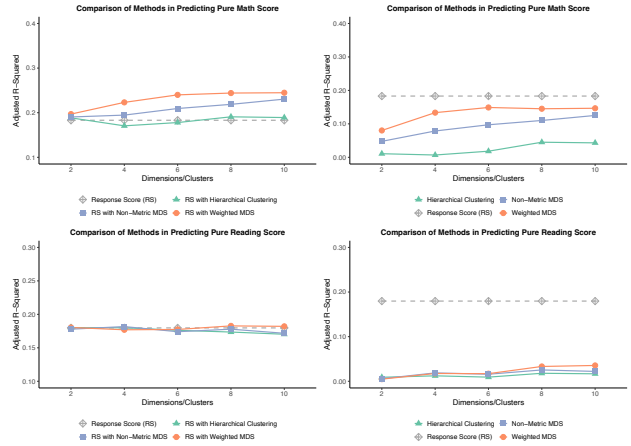 Comparison of Methods in Predicting Pure Math Score
0.4
0.3
0.2
0.1
Adjusted R-Squared
2 4 6 8 10
Dimensions/Clusters
Response Score (RS) RS with Hierarchical Clustering
RS with Non-Metric MDS RS with Weighted MDS
Comparison of Methods in Predicting Pure Math Score
0.40
0.30
0.20
0.10
0.00
Adjusted R-Squared
2 4 6 8 10
Dimensions/Clusters
Hierarchical Clustering Non-Metric MDS
Response Score (RS) Weighted MDS
Comparison of Methods in Predicting Pure Reading Score
0.30
0.25
0.20
0.15
0.10
Adjusted R-Squared
2 4 6 8 10
Dimensions/Clusters
Response Score (RS) RS with Hierarchical Clustering
RS with Non-Metric MDS RS with Weighted MDS
Comparison of Methods in Predicting Pure Reading Score
0.30
0.20
0.10
0.00
Adjusted R-Squared
2 4 6 8 10
Dimensions/Clusters
Hierarchical Clustering Non-Metric MDS
Response Score (RS) Weighted MDS